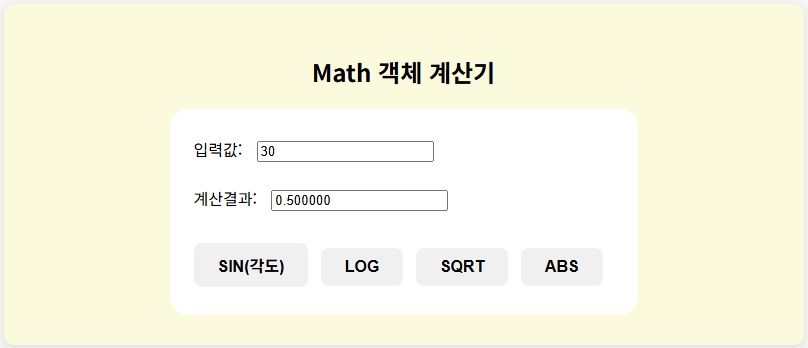 Math 객체 계산기
입력값: 30
계산결과: 0.500000
SIN(각도) LOG SQRT ABS